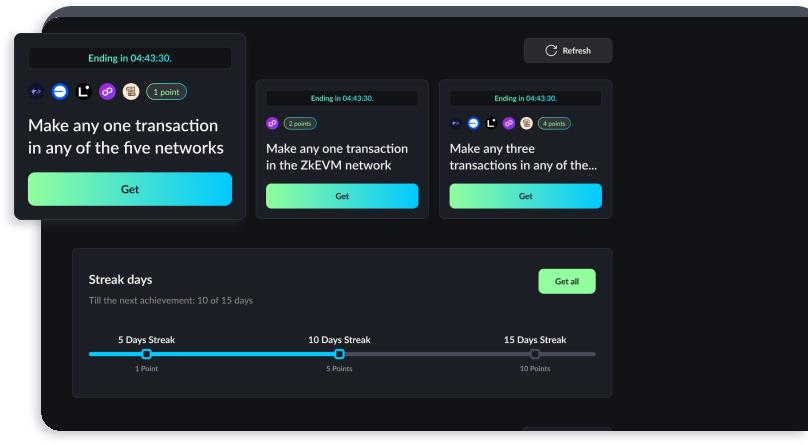 Ending in 04:43:30.
1 point
Make any one transaction
in any of the five networks
Get
Refresh
Ending in 04:43:30.
2 points
Make any one transaction
in the ZkEVM network
Get
Ending in 04:43:30.
4 points
Make any three
transactions in any of the...
Get
Streak days
Till the next achievement: 10 of 15 days
Get all
5 Days Streak
10 Days Streak
15 Days Streak
1 Point
5 Points
10 Points